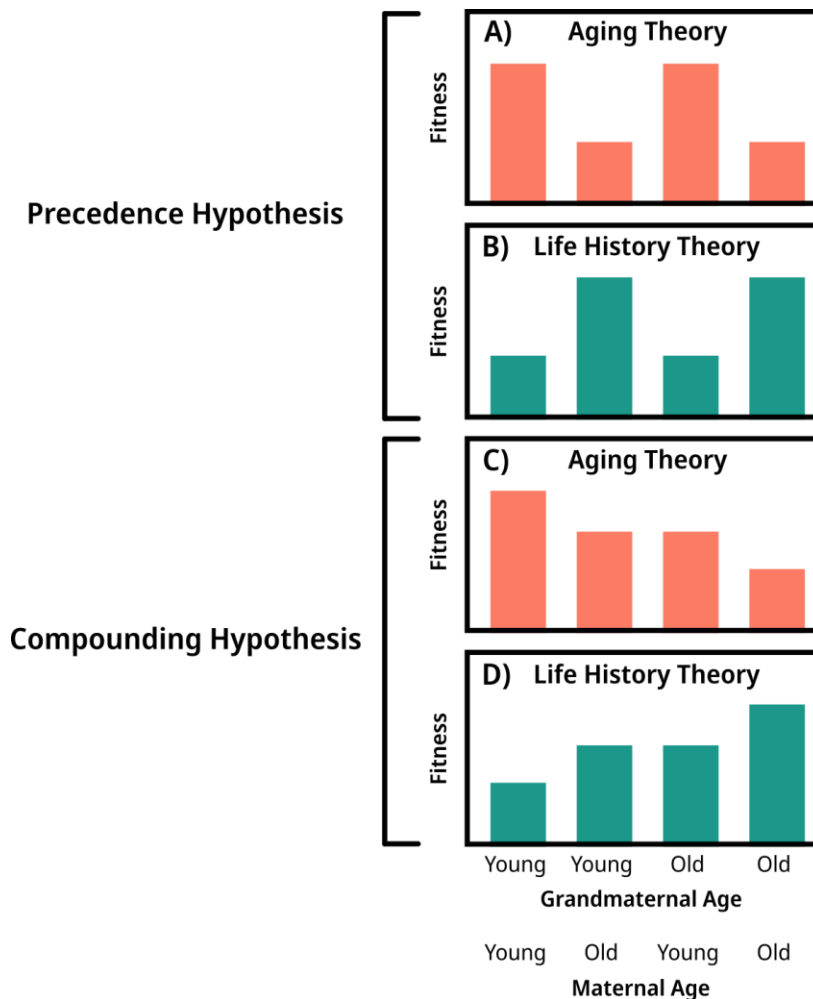 A) Aging Theory
Fitness
Precedence Hypothesis
B) Life History Theory
Fitness
C) Aging Theory
Fitness
Compounding Hypothesis
D) Life History Theory
Fitness
Young Young Old Old
Grandmaternal Age
Young Old Young Old
Maternal Age